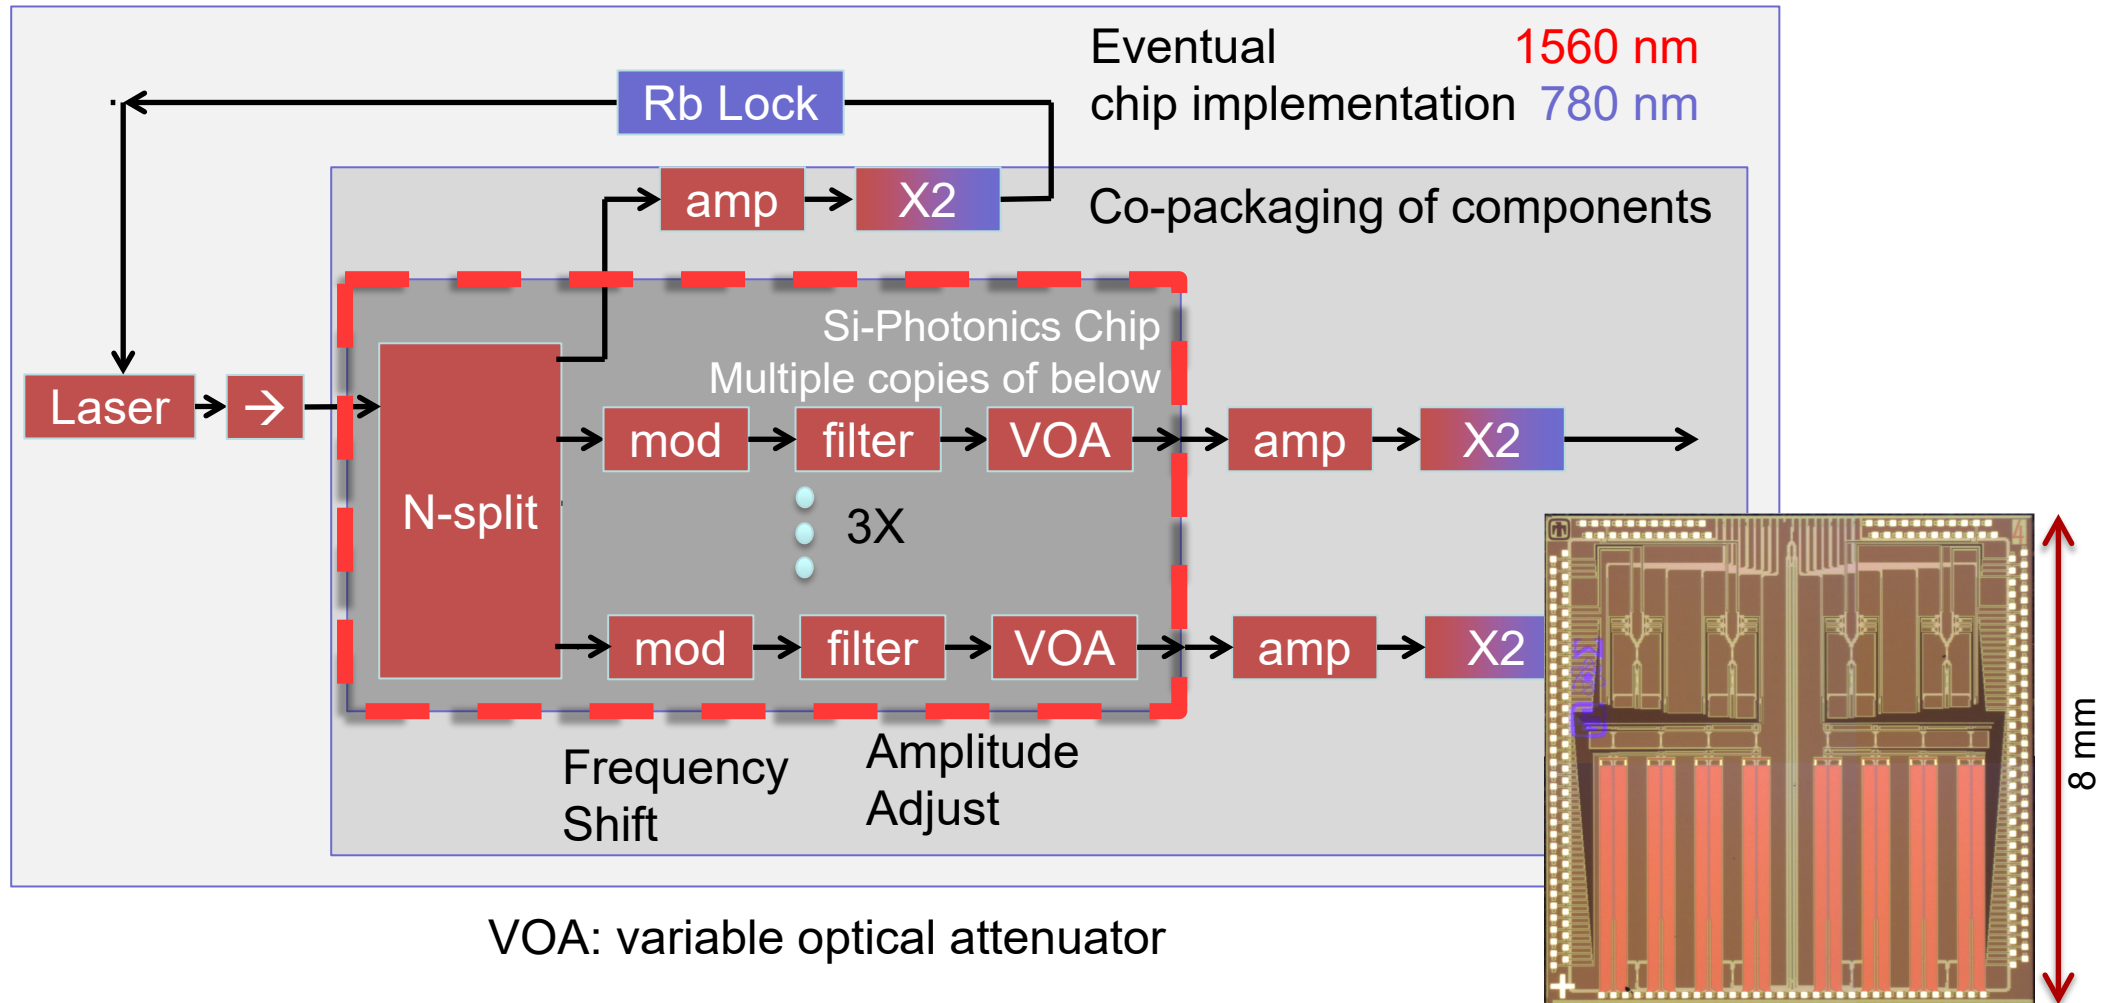 Eventual 1560 nm
chip implementation 780 nm
Rb Lock
amp
X2
Co-packaging of components
Si-Photonics Chip
Multiple copies of below
Laser
→
N-split
mod
filter
VOA
amp
X2
3X
mod
filter
VOA
amp
X2
Frequency
Shift
Amplitude
Adjust
8 mm
VOA: variable optical attenuator